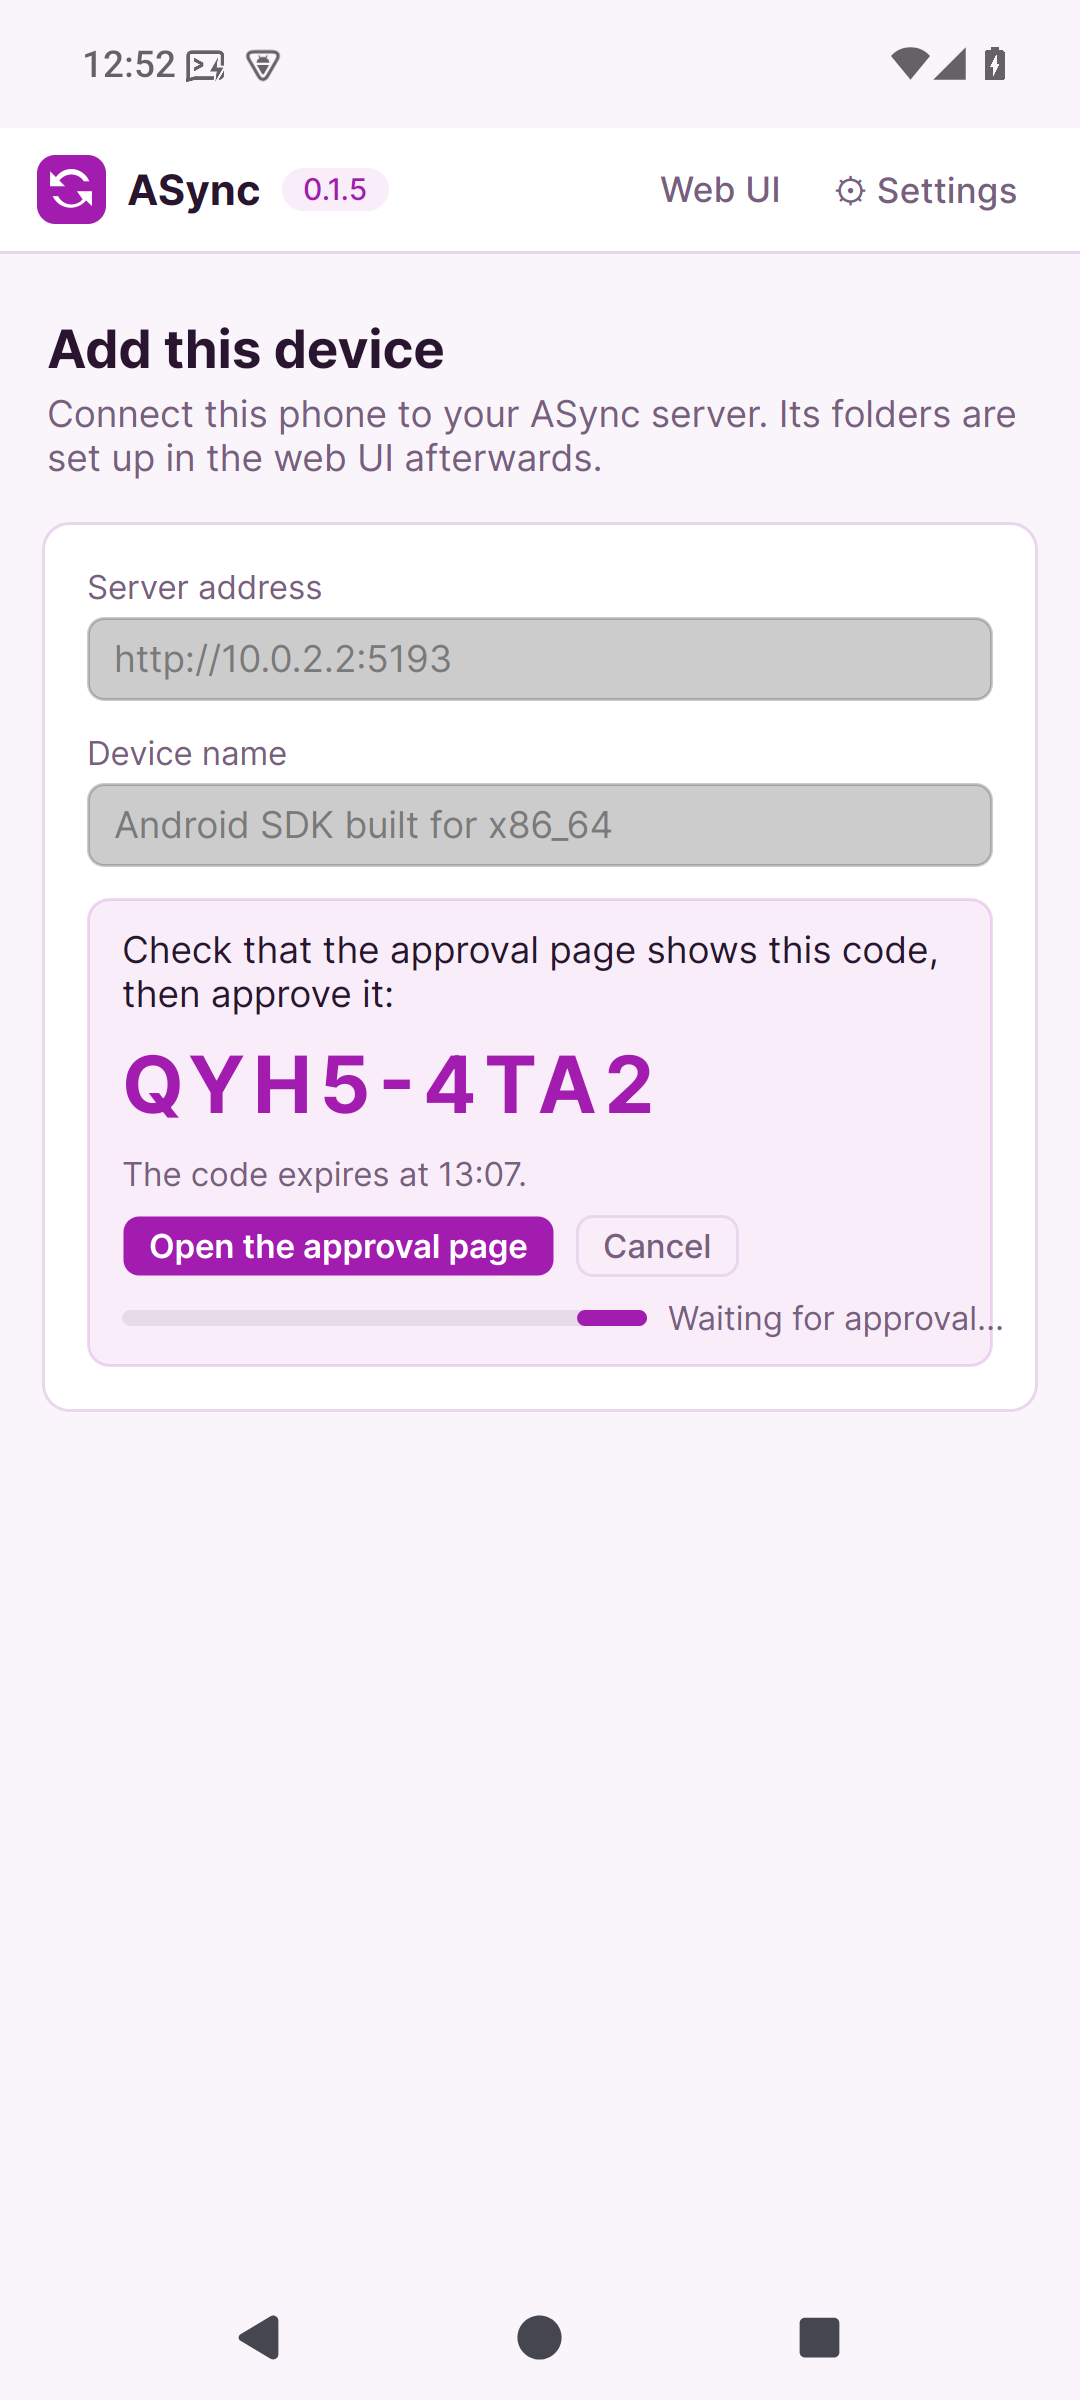 12:52
ASync 0.1.5 Web UI Settings
Add this device
Connect this phone to your ASync server. Its folders are
set up in the web UI afterwards.
Server address
http://10.0.2.2:5193
Device name
Android SDK built for x86_64
Check that the approval page shows this code,
then approve it:
QYH5-4TA2
The code expires at 13:07.
Open the approval page Cancel
Waiting for approval...